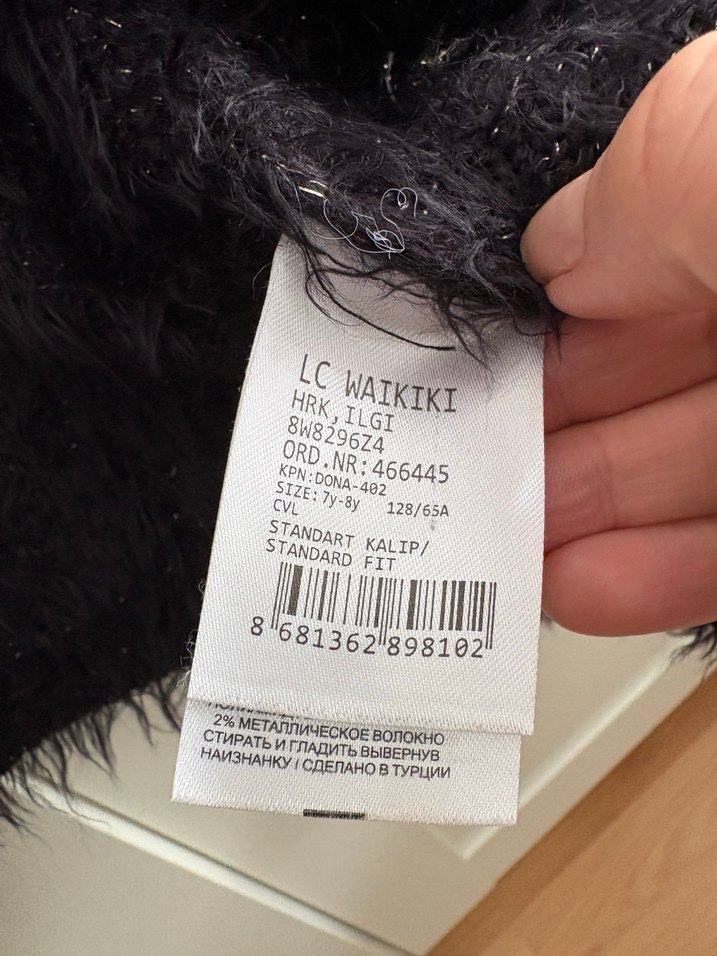 LC WAIKIKI
HRK,ILGI
8W8296Z4
ORD.NR:466445
KPN:DONA-402
SIZE:7y-8y 128/65A
CVL
STANDART KALIP/
STANDARD FIT
8 681362 898102
2% МЕТАЛЛИЧЕСКОЕ ВОЛОКНО
СТИРАТЬ И ГЛАДИТЬ ВЫВЕРНУВ
НАИЗНАНКУ | СДЕЛАНО В ТУРЦИИ